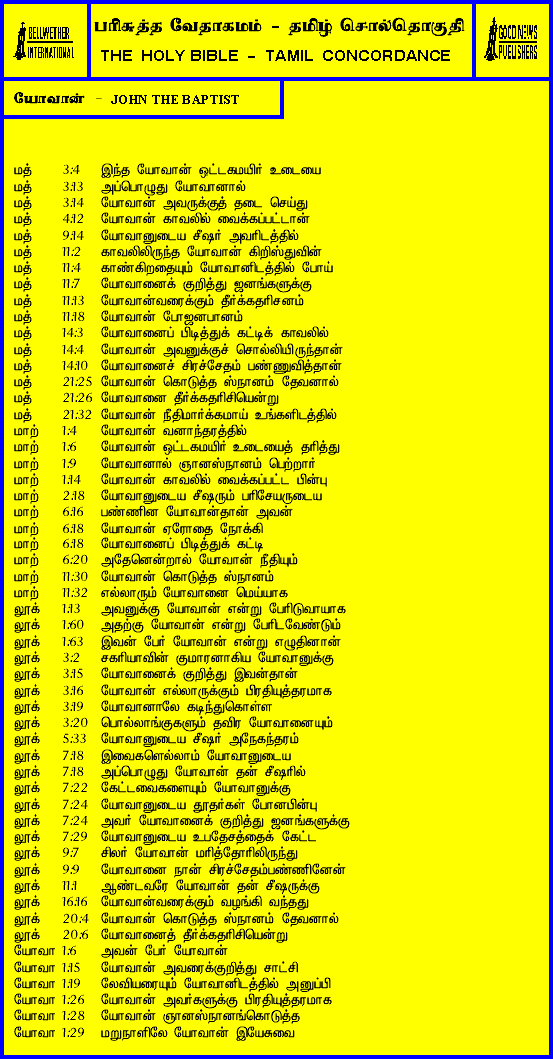 BELLWETHER
INTERNATIONAL
பரிசுத்த வேதாகமம் - தமிழ் சொல்தொகுதி
THE HOLY BIBLE - TAMIL CONCORDANCE
GOOD NEWS
PUBLISHERS
யோவான் - JOHN THE BAPTIST
மத் 3:4 இந்த யோவான் ஒட்டகமயிர் உடையை
மத் 3:13 அப்பொழுது யோவானால்
மத் 3:14 யோவான் அவருக்குத் தடை செய்து
மத் 4:12 யோவான் காவலில் வைக்கப்பட்டான்
மத் 9:14 யோவானுடைய சீஷர் அவரிடத்தில்
மத் 11:2 காவலிலிருந்த யோவான் கிறிஸ்துவின்
மத் 11:4 காண்கிறதையும் யோவானிடத்தில் போய்
மத் 11:7 யோவானைக் குறித்து ஜனங்களுக்கு
மத் 11:13 யோவான்வரைக்கும் தீர்க்கதரிசனம்
மத் 11:18 யோவான் போஜனபானம்
மத் 14:3 யோவானைப் பிடித்துக் கட்டிக் காவலில்
மத் 14:4 யோவான் அவனுக்குச் சொல்லியிருந்தான்
மத் 14:10 யோவானைச் சிரச்சேதம் பண்ணுவித்தான்
மத் 21:25 யோவான் கொடுத்த ஸ்நானம் தேவனால்
மத் 21:26 யோவானை தீர்க்கதரிசியென்று
மத் 21:32 யோவான் நீதிமார்க்கமாய் உங்களிடத்தில்
மாற் 1:4 யோவான் வனாந்தரத்தில்
மாற் 1:6 யோவான் ஒட்டகமயிர் உடையைத் தரித்து
மாற் 1:9 யோவானால் ஞானஸ்நானம் பெற்றார்
மாற் 1:14 யோவான் காவலில் வைக்கப்பட்ட பின்பு
மாற் 2:18 யோவானுடைய சீஷரும் பரிசேயருடைய
மாற் 6:16 பண்ணின யோவான்தான் அவன்
மாற் 6:18 யோவான் ஏரோதை நோக்கி
மாற் 6:18 யோவானைப் பிடித்துக் கட்டி
மாற் 6:20 அதேனென்றால் யோவான் நீதியும்
மாற் 11:30 யோவான் கொடுத்த ஸ்நானம்
மாற் 11:32 எல்லாரும் யோவானை மெய்யாக
லூக் 1:13 அவனுக்கு யோவான் என்று பேரிடுவாயாக
லூக் 1:60 அதற்கு யோவான் என்று பேரிடவேண்டும்
லூக் 1:63 இவன் பேர் யோவான் என்று எழுதினான்
லூக் 3:2 சகரியாவின் குமாரனாகிய யோவானுக்கு
லூக் 3:15 யோவானைக் குறித்து இவன்தான்
லூக் 3:16 யோவான் எல்லாருக்கும் பிரதியுத்தரமாக
லூக் 3:19 யோவானாலே கடிந்துகொள்ள
லூக் 3:20 பொல்லாங்குகளும் தவிர யோவானையும்
லூக் 5:33 யோவானுடைய சீஷர் அநேகந்தரம்
லூக் 7:18 இவைகளெல்லாம் யோவானுடைய
லூக் 7:18 அப்பொழுது யோவான் தன் சீஷரில்
லூக் 7:22 கேட்டவைகளையும் யோவானுக்கு
லூக் 7:24 யோவானுடைய தூதர்கள் போனபின்பு
லூக் 7:24 அவர் யோவானைக் குறித்து ஜனங்களுக்கு
லூக் 7:29 யோவானுடைய உபதேசத்தைக் கேட்ட
லூக் 9:7 சிலர் யோவான் மரித்தோரிலிருந்து
லூக் 9:9 யோவானை நான் சிரச்சேதம்பண்ணினேன்
லூக் 11:1 ஆண்டவரே யோவான் தன் சீஷருக்கு
லூக் 16:16 யோவான்வரைக்கும் வழங்கி வந்தது
லூக் 20:4 யோவான் கொடுத்த ஸ்நானம் தேவனால்
லூக் 20:6 யோவானைத் தீர்க்கதரிசியென்று
யோவா 1:6 அவன் பேர் யோவான்
யோவா 1:15 யோவான் அவரைக்குறித்து சாட்சி
யோவா 1:19 லேவியரையும் யோவானிடத்தில் அனுப்பி
யோவா 1:26 யோவான் அவர்களுக்கு பிரதியுத்தரமாக
யோவா 1:28 யோவான் ஞானஸ்நானங்கொடுத்த
யோவா 1:29 மறுநாளிலே யோவான் இயேசுவை